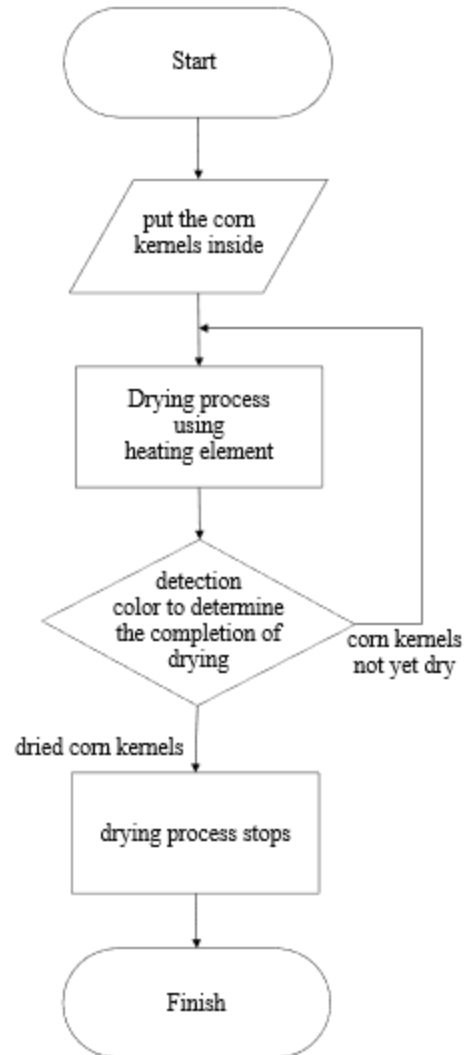 Start
put the corn
kernels inside
Drying process
using
heating element
detection
color to determine
the completion of
drying
corn kernels
not yet dry
dried corn kernels
drying process stops
Finish